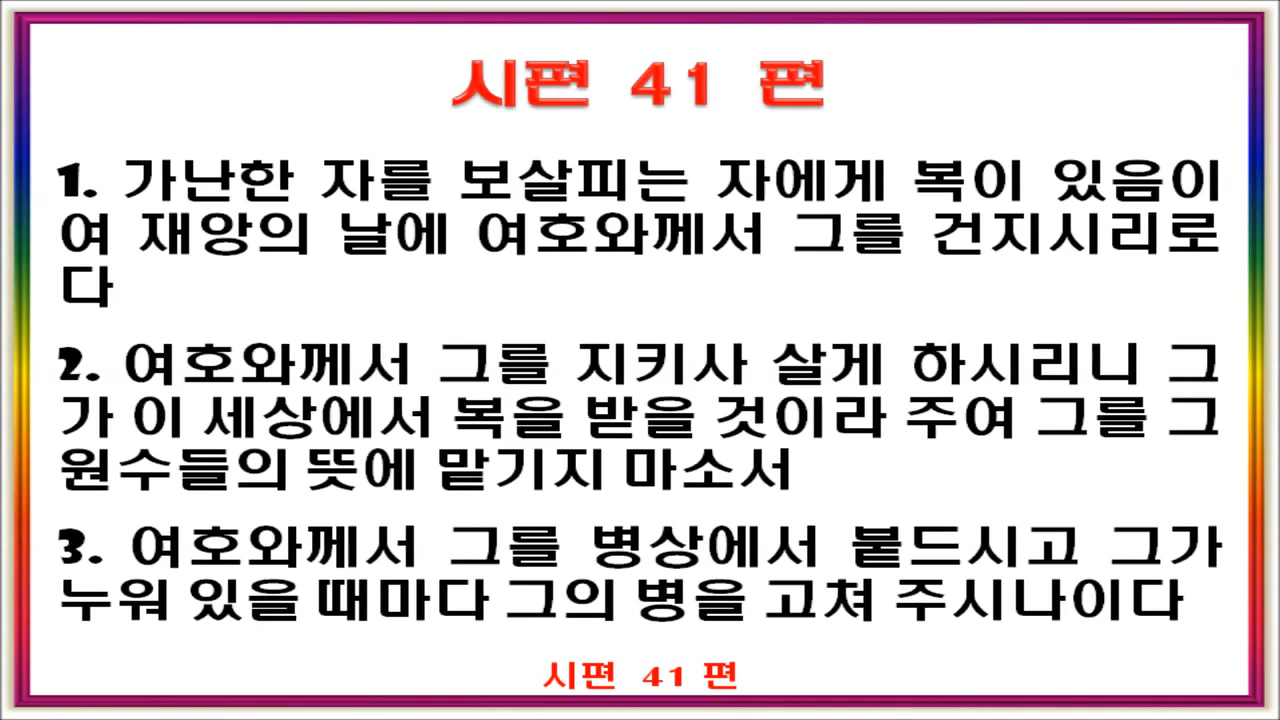 시편 41 편
1. 가난한 자를 보살피는 자에게 복이 있음이
여 재앙의 날에 여호와께서 그를 건지시리로
다
2. 여호와께서 그를 지키사 살게 하시리니 그
가 이 세상에서 복을 받을 것이라 주여 그를 그
원수들의 뜻에 맡기지 마소서
3. 여호와께서 그를 병상에서 붙드시고 그가
누워 있을 때마다 그의 병을 고쳐 주시나이다
시편 41 편